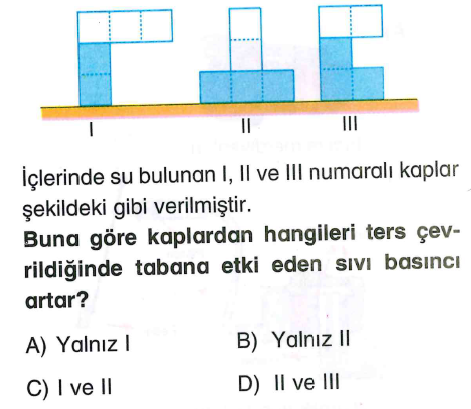 I II III
İçlerinde su bulunan I, II ve III numaralı kaplar
şekildeki gibi verilmiştir.
Buna göre kaplardan hangileri ters çev-
rildiğinde tabana etki eden sıvı basıncı
artar?
A) Yalnız I B) Yalnız II
C) I ve II D) II ve III